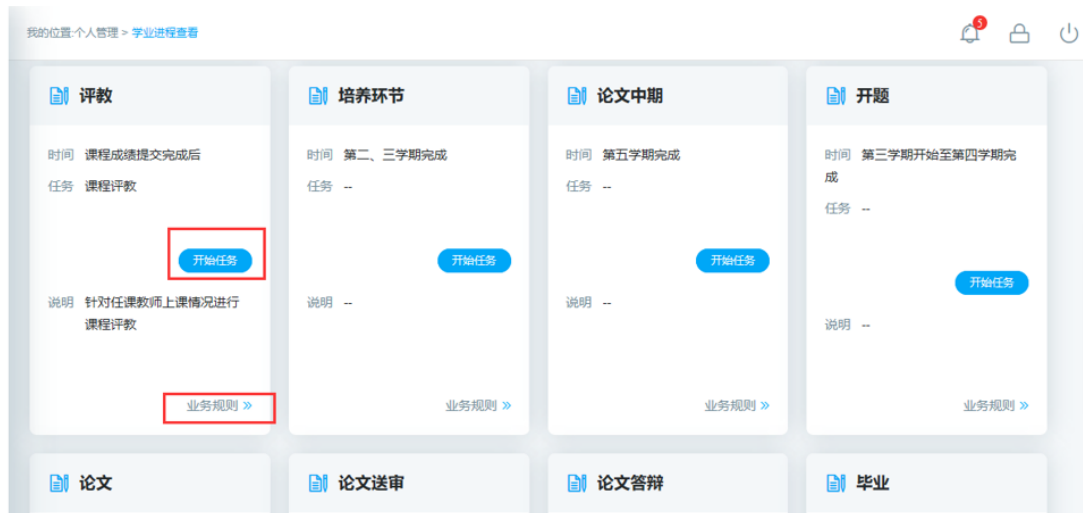 我的位置:个人管理 > 学业进程查看
5
评教
时间 课程成绩提交完成后
任务 课程评教
开始任务
说明 针对任课教师上课情况进行
课程评教
业务规则 »
培养环节
时间 第二、三学期完成
任务 --
开始任务
说明 --
业务规则 »
论文中期
时间 第五学期完成
任务 --
开始任务
说明 --
业务规则 »
开题
时间 第三学期开始至第四学期完
成
任务 --
开始任务
说明 --
业务规则 »
论文
论文送审
论文答辩
毕业